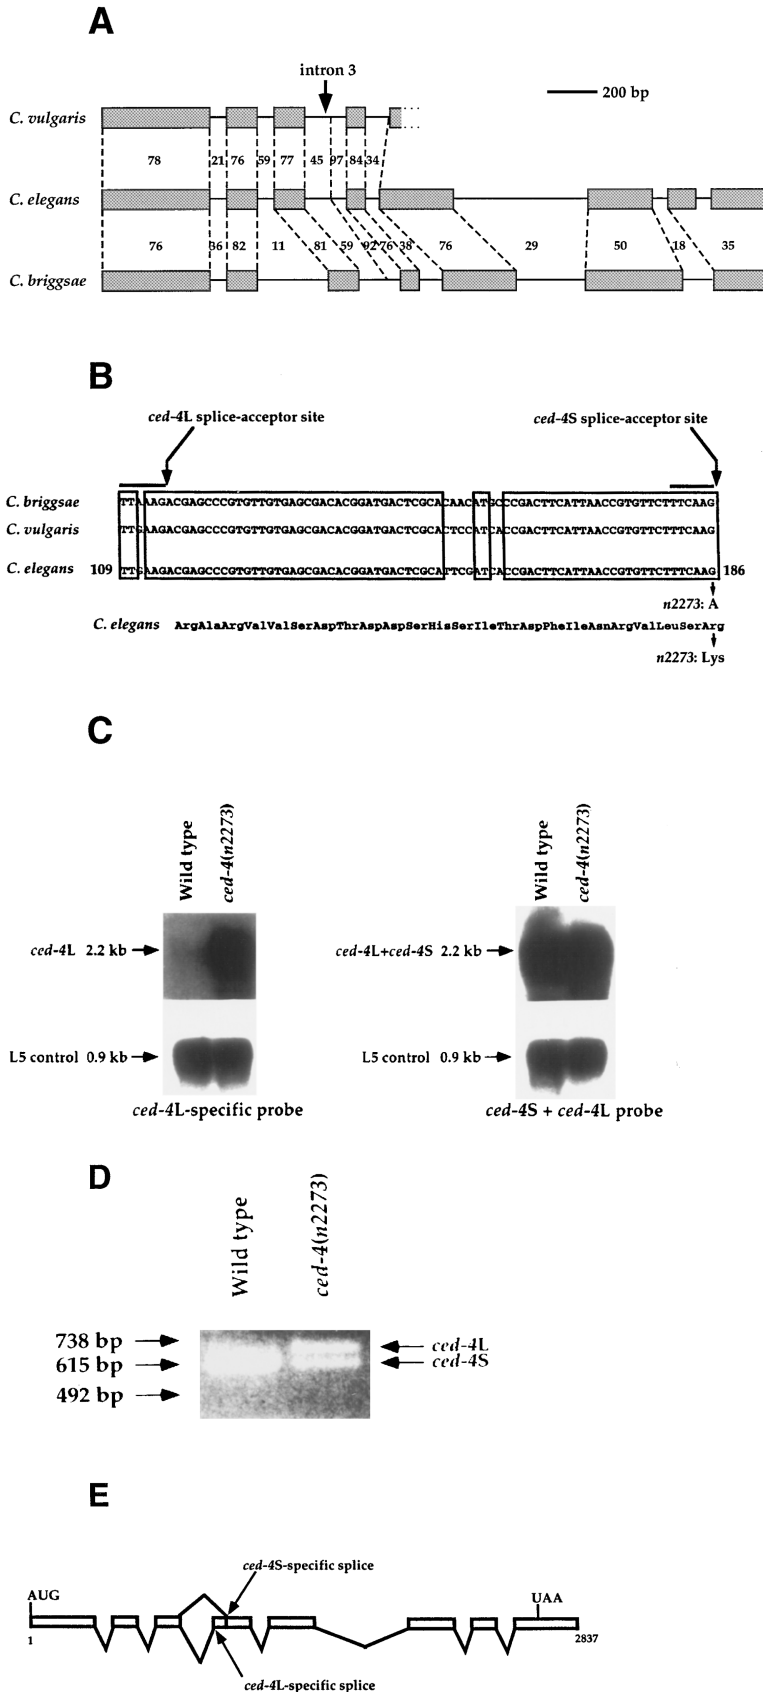 A
intron 3
200 bp
C. vulgaris
78 21 76 59 77 45 97 84 34
C. elegans
76 36 82 11 81 59 92 76 38 76 29 50 18 35
C. briggsae
B
ced-4L splice-acceptor site
ced-4S splice-acceptor site
C. briggsae TTAAAGACGAGCCCGTGTTGTGAGCGACACGGATGACTCGCACAACATGCCCGACTTCATTAACCGTGTTCTTTCAAG
C. vulgaris TTGAAGACGAGCCCGTGTTGTGAGCGACACGGATGACTCGCACTCCATCACCGACTTCATTAACCGTGTTCTTTCAAG
C. elegans 109 TTGAAGACGAGCCCGTGTTGTGAGCGACACGGATGACTCGCATTCGATCACCGACTTCATTAACCGTGTTCTTTCAAG 186
n2273: A
C. elegans ArgAlaArgValValSerAspThrAspAspSerHisSerIleThrAspPheIleAsnArgValLeuSerArg
n2273: Lys
C
Wild type
ced-4(n2273)
Wild type
ced-4(n2273)
ced-4L 2.2 kb
ced-4L+ced-4S 2.2 kb
L5 control 0.9 kb
L5 control 0.9 kb
ced-4L-specific probe
ced-4S + ced-4L probe
D
Wild type
ced-4(n2273)
738 bp
615 bp
492 bp
ced-4L
ced-4S
E
ced-4S-specific splice
AUG
UAA
1
2837
ced-4L-specific splice